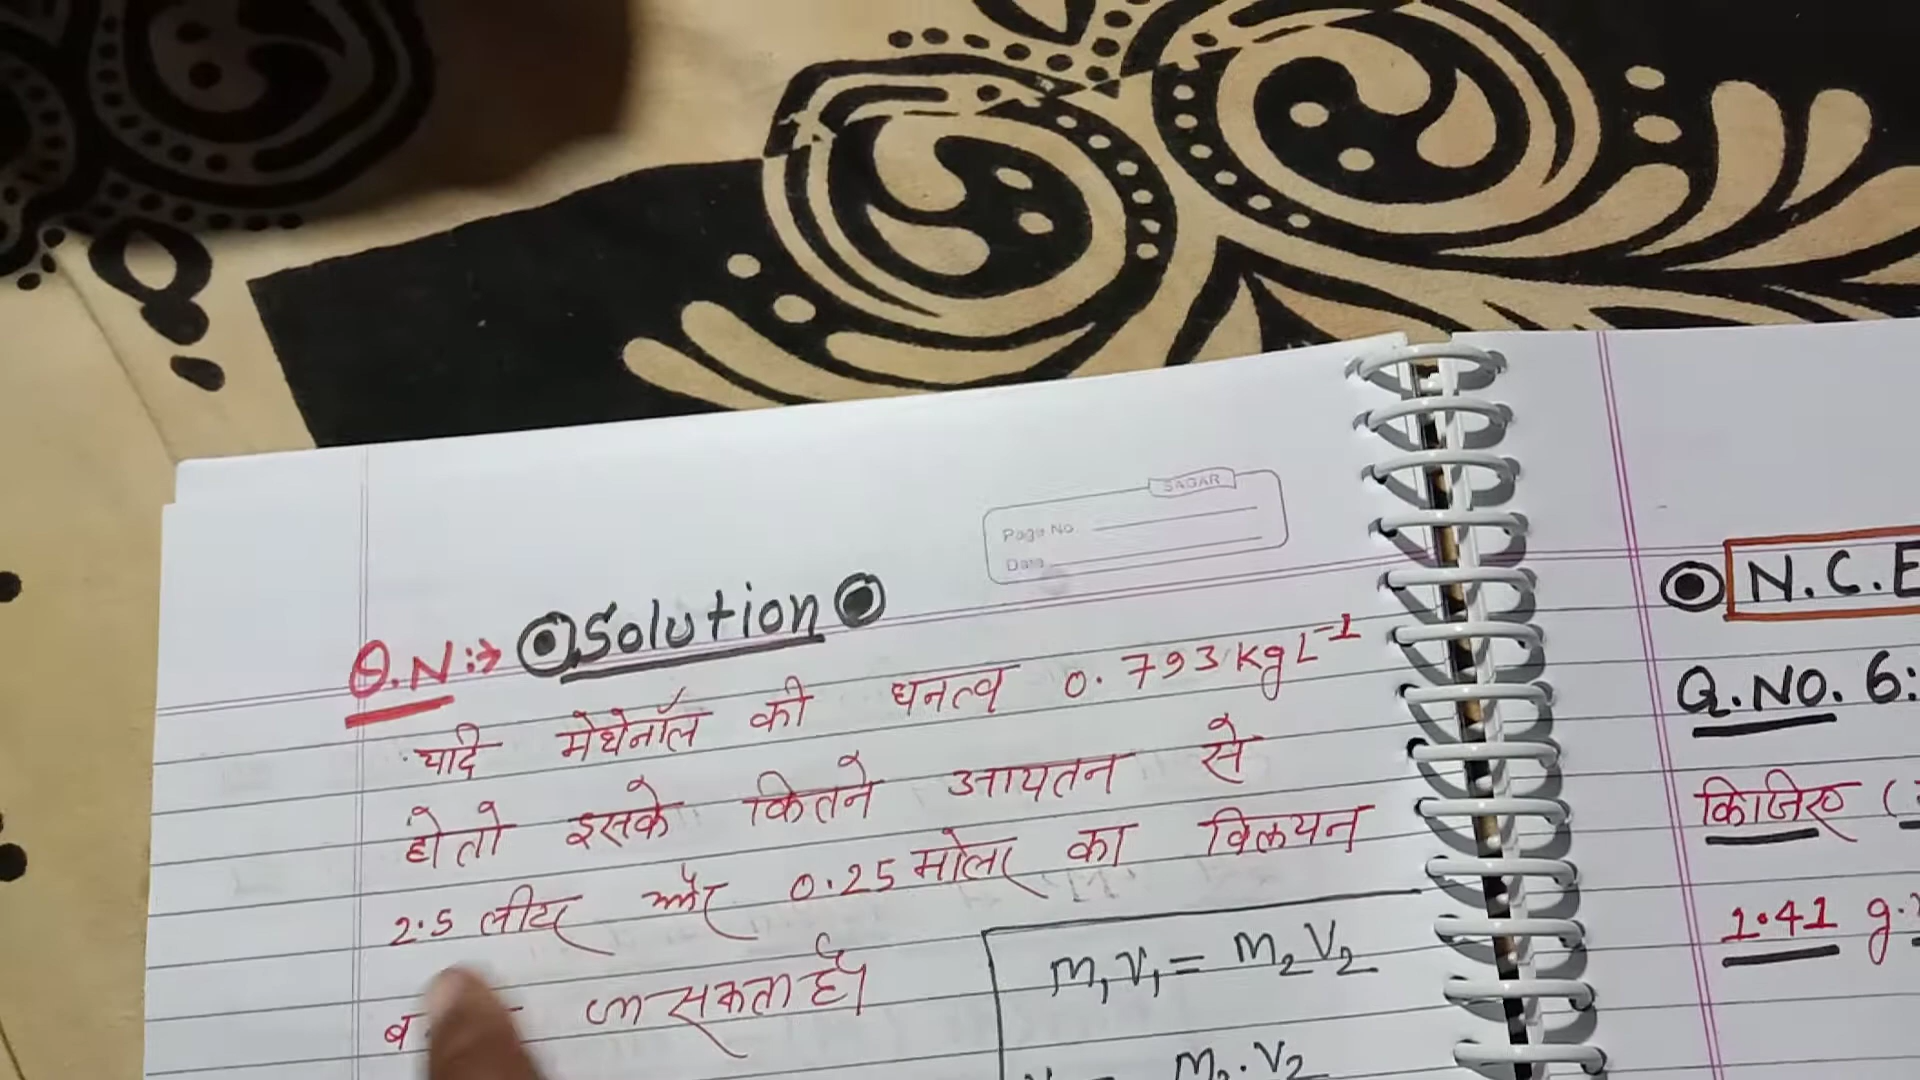 SAGAR
Page No.
Date
Q.N:→ Solution
यदि मेथेनॉल की घनत्व 0.793 Kg L⁻¹
हो तो इसके कितने आयतन से
2.5 लीटर और 0.25 मोलर का विलयन
जा सकता है।
m₁V₁ = M₂V₂
M₂.V₂
N.C.E
Q.NO. 6:
किजिए (
1.41 g.